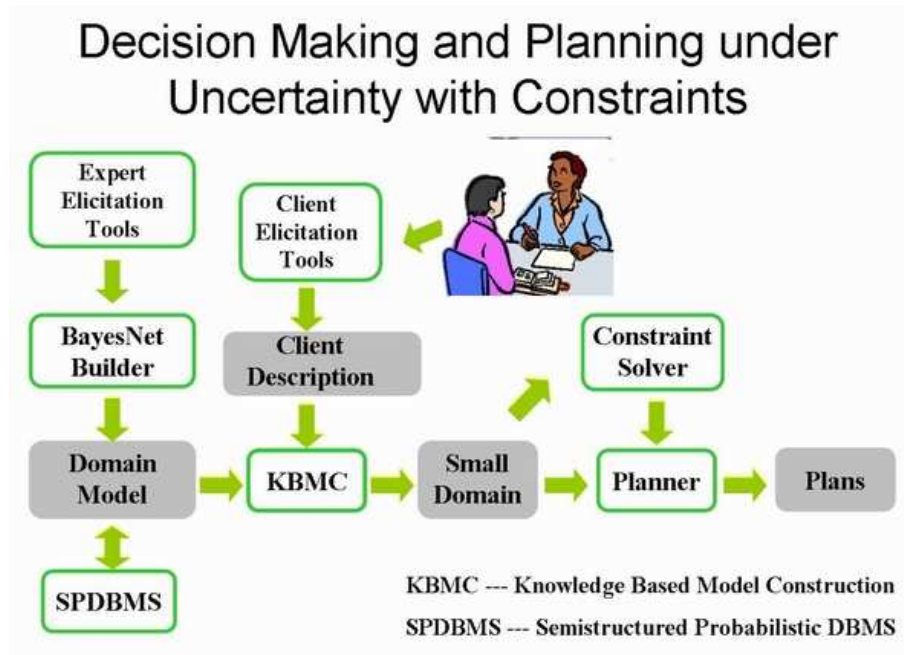 Decision Making and Planning under
Uncertainty with Constraints
Expert
Elicitation
Tools
Client
Elicitation
Tools
BayesNet
Builder
Client
Description
Constraint
Solver
Domain
Model
KBMC
Small
Domain
Planner
Plans
SPDBMS
KBMC --- Knowledge Based Model Construction
SPDBMS --- Semistructured Probabilistic DBMS